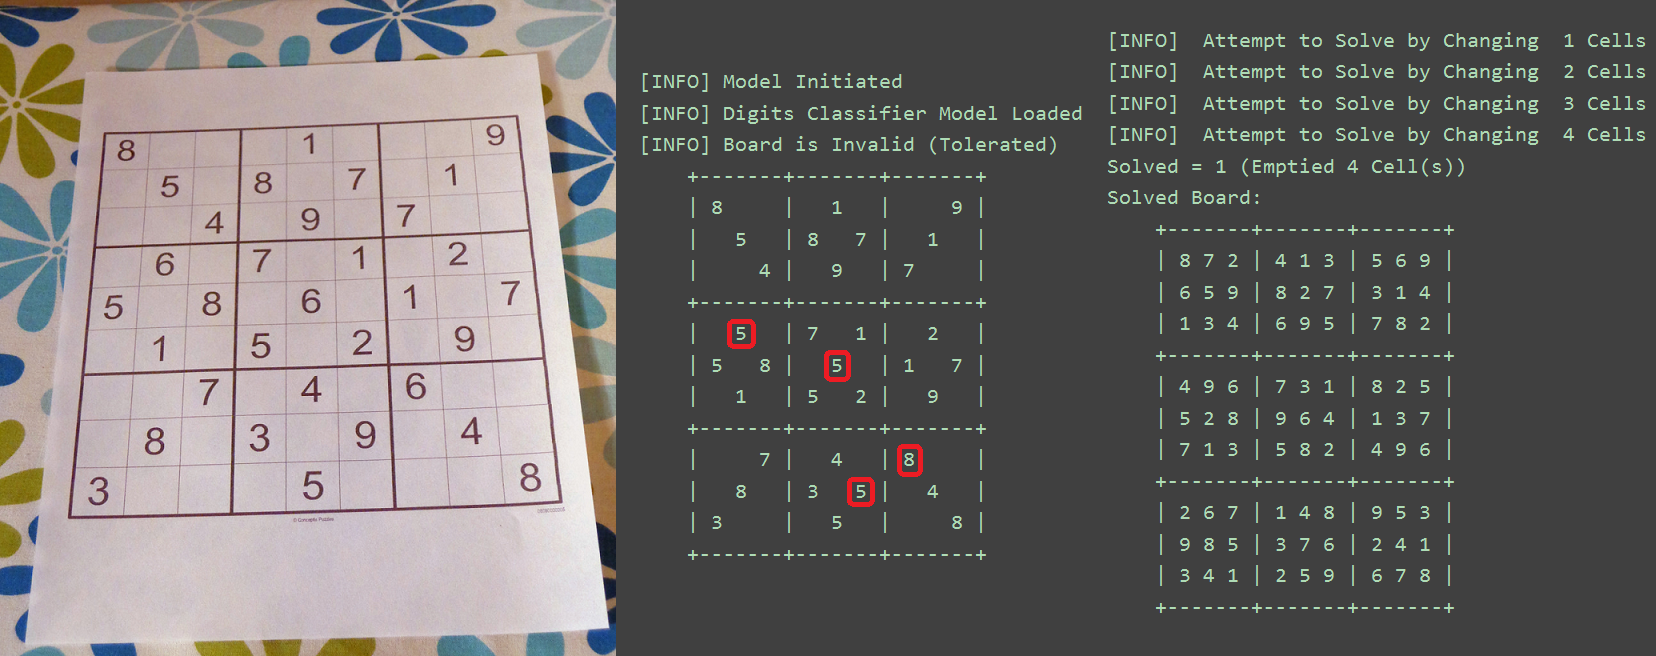 8 1 9
5 8 7 1
4 9 7
6 7 1 2
5 8 6 1 7
1 5 2 9
7 4 6
8 3 9 4
3 5 8
[INFO] Model Initiated
[INFO] Digits Classifier Model Loaded
[INFO] Board is Invalid (Tolerated)
+-------+-------+-------+
| 8     |   1   |     9 |
|   5   | 8   7 |   1   |
|     4 |   9   | 7     |
+-------+-------+-------+
|   5   | 7   1 |   2   |
| 5   8 |   5   | 1   7 |
|   1   | 5   2 |   9   |
+-------+-------+-------+
|     7 |   4   | 8     |
|   8   | 3   5 |   4   |
| 3     |   5   |     8 |
+-------+-------+-------+
[INFO]  Attempt to Solve by Changing  1 Cells
[INFO]  Attempt to Solve by Changing  2 Cells
[INFO]  Attempt to Solve by Changing  3 Cells
[INFO]  Attempt to Solve by Changing  4 Cells
Solved = 1 (Emptied 4 Cell(s))
Solved Board:
+-------+-------+-------+
| 8 7 2 | 4 1 3 | 5 6 9 |
| 6 5 9 | 8 2 7 | 3 1 4 |
| 1 3 4 | 6 9 5 | 7 8 2 |
+-------+-------+-------+
| 4 9 6 | 7 3 1 | 8 2 5 |
| 5 2 8 | 9 6 4 | 1 3 7 |
| 7 1 3 | 5 8 2 | 4 9 6 |
+-------+-------+-------+
| 2 6 7 | 1 4 8 | 9 5 3 |
| 9 8 5 | 3 7 6 | 2 4 1 |
| 3 4 1 | 2 5 9 | 6 7 8 |
+-------+-------+-------+